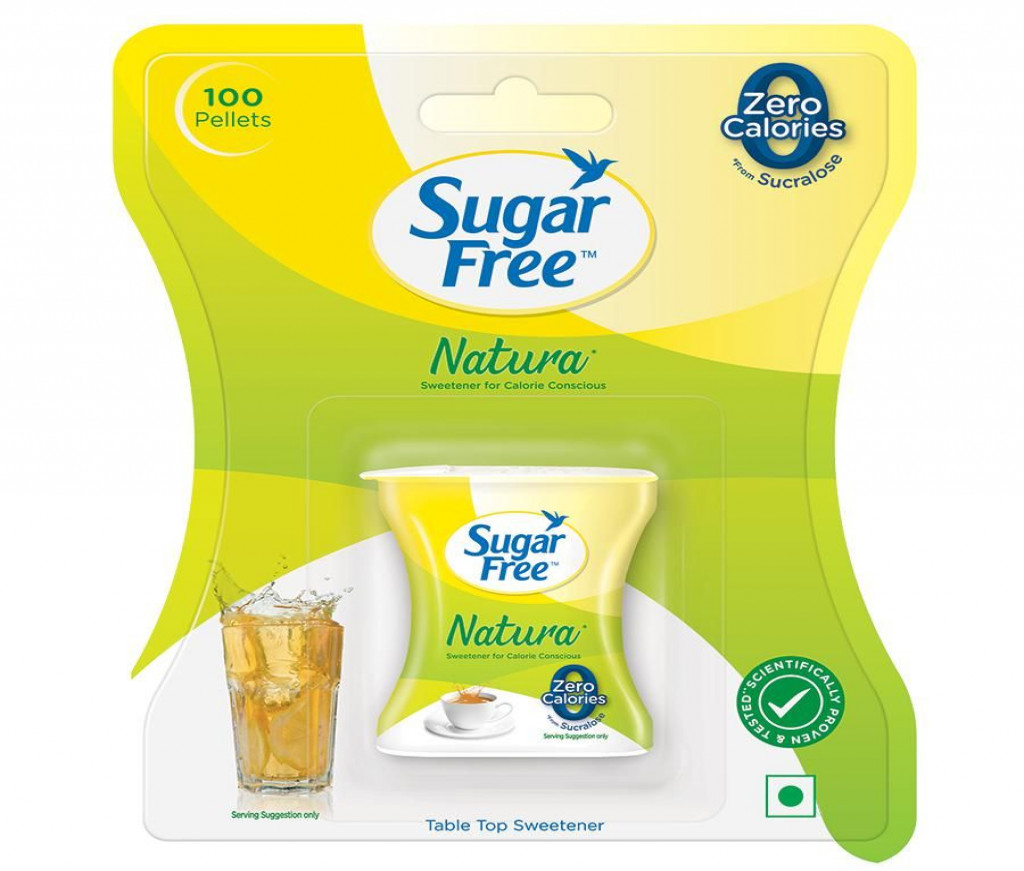 100
Pellets
Zero
Calories
*From Sucralose
Sugar
Free™
Natura*
Sweetener for Calorie Conscious
Sugar
Free™
Natura*
Sweetener for Calorie Conscious
Zero
Calories
*From Sucralose
Serving Suggestion only
"SCIENTIFICALLY
PROVEN & TESTED"
Serving Suggestion only
Table Top Sweetener